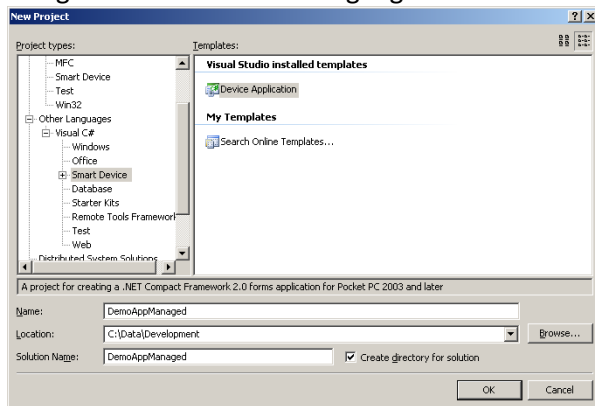 New Project
Project types:
Templates:
MFC
Smart Device
Test
Win32
Other Languages
Visual C#
Windows
Office
Smart Device
Database
Starter Kits
Remote Tools Framework
Test
Web
Distributed System Solutions
Visual Studio installed templates
Device Application
My Templates
Search Online Templates...
A project for creating a .NET Compact Framework 2.0 forms application for Pocket PC 2003 and later
Name:
DemoAppManaged
Location:
C:\Data\Development
Browse...
Solution Name:
DemoAppManaged
Create directory for solution
OK
Cancel